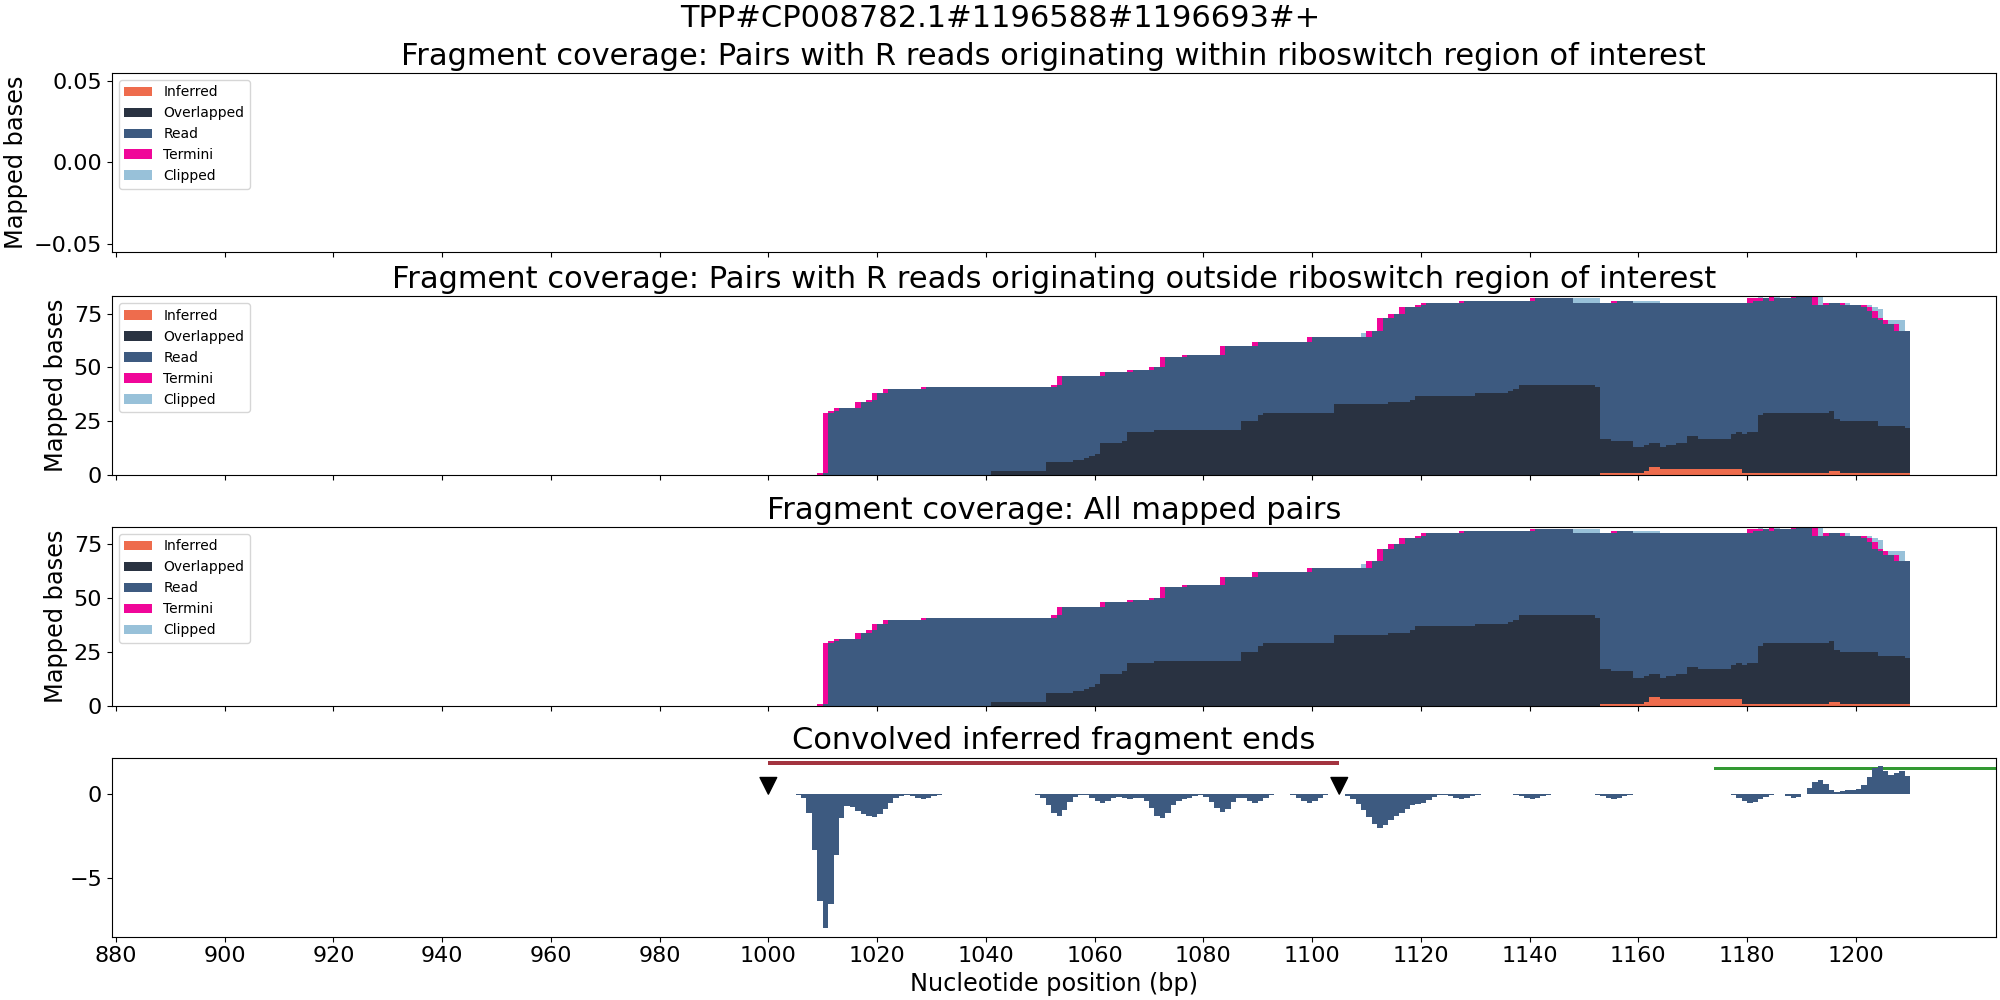 TPP#CP008782.1#1196588#1196693#+
Fragment coverage: Pairs with R reads originating within riboswitch region of interest
Mapped bases
0.05
0.00
−0.05
Inferred
Overlapped
Read
Termini
Clipped
Fragment coverage: Pairs with R reads originating outside riboswitch region of interest
Mapped bases
75
50
25
0
Inferred
Overlapped
Read
Termini
Clipped
Fragment coverage: All mapped pairs
Mapped bases
75
50
25
0
Inferred
Overlapped
Read
Termini
Clipped
Convolved inferred fragment ends
0
−5
880 900 920 940 960 980 1000 1020 1040 1060 1080 1100 1120 1140 1160 1180 1200
Nucleotide position (bp)